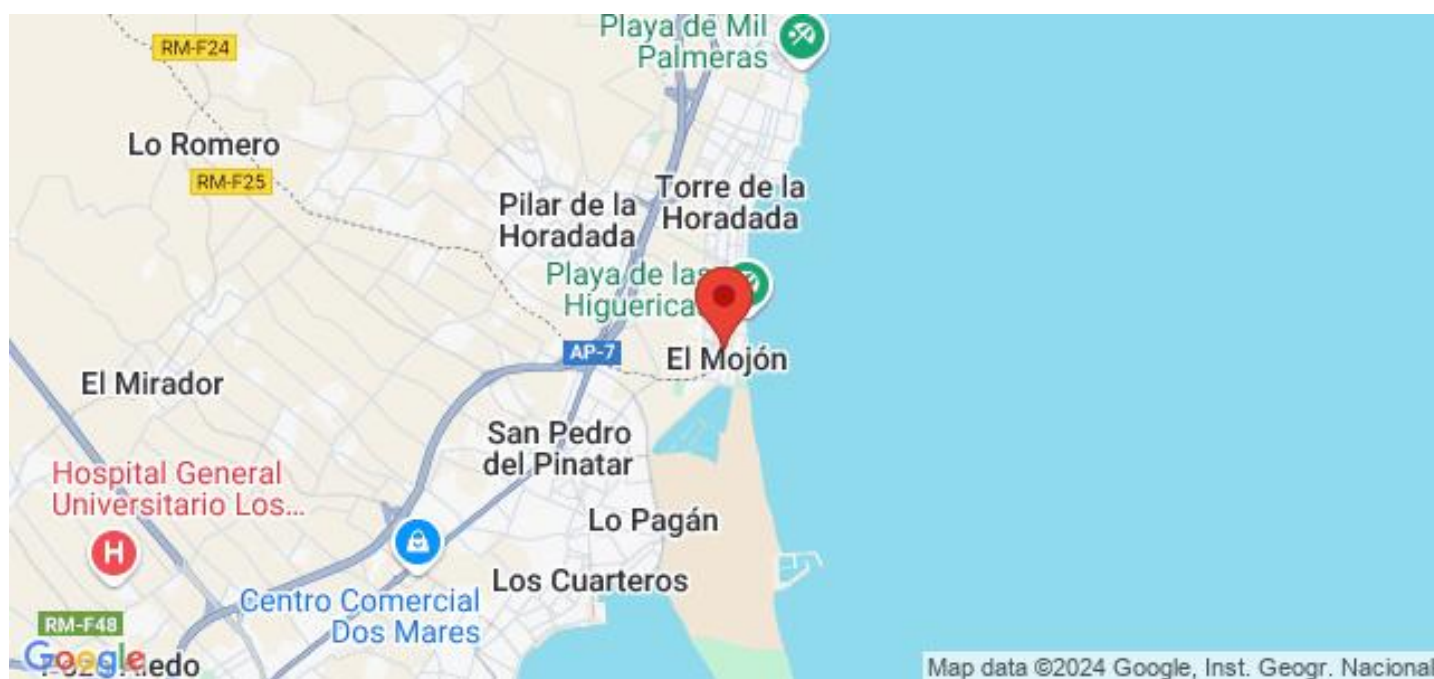 Playa de Mil
Palmeras
RM-F24
Lo Romero
RM-F25
Pilar de la
Horadada
Torre de la
Horadada
Playa de las
Higuerica
AP-7
El Mojón
El Mirador
San Pedro
del Pinatar
Hospital General
Universitario Los...
H
Lo Pagán
Los Cuarteros
Centro Comercial
Dos Mares
RM-F48
Google
Map data ©2024 Google, Inst. Geogr. Nacional